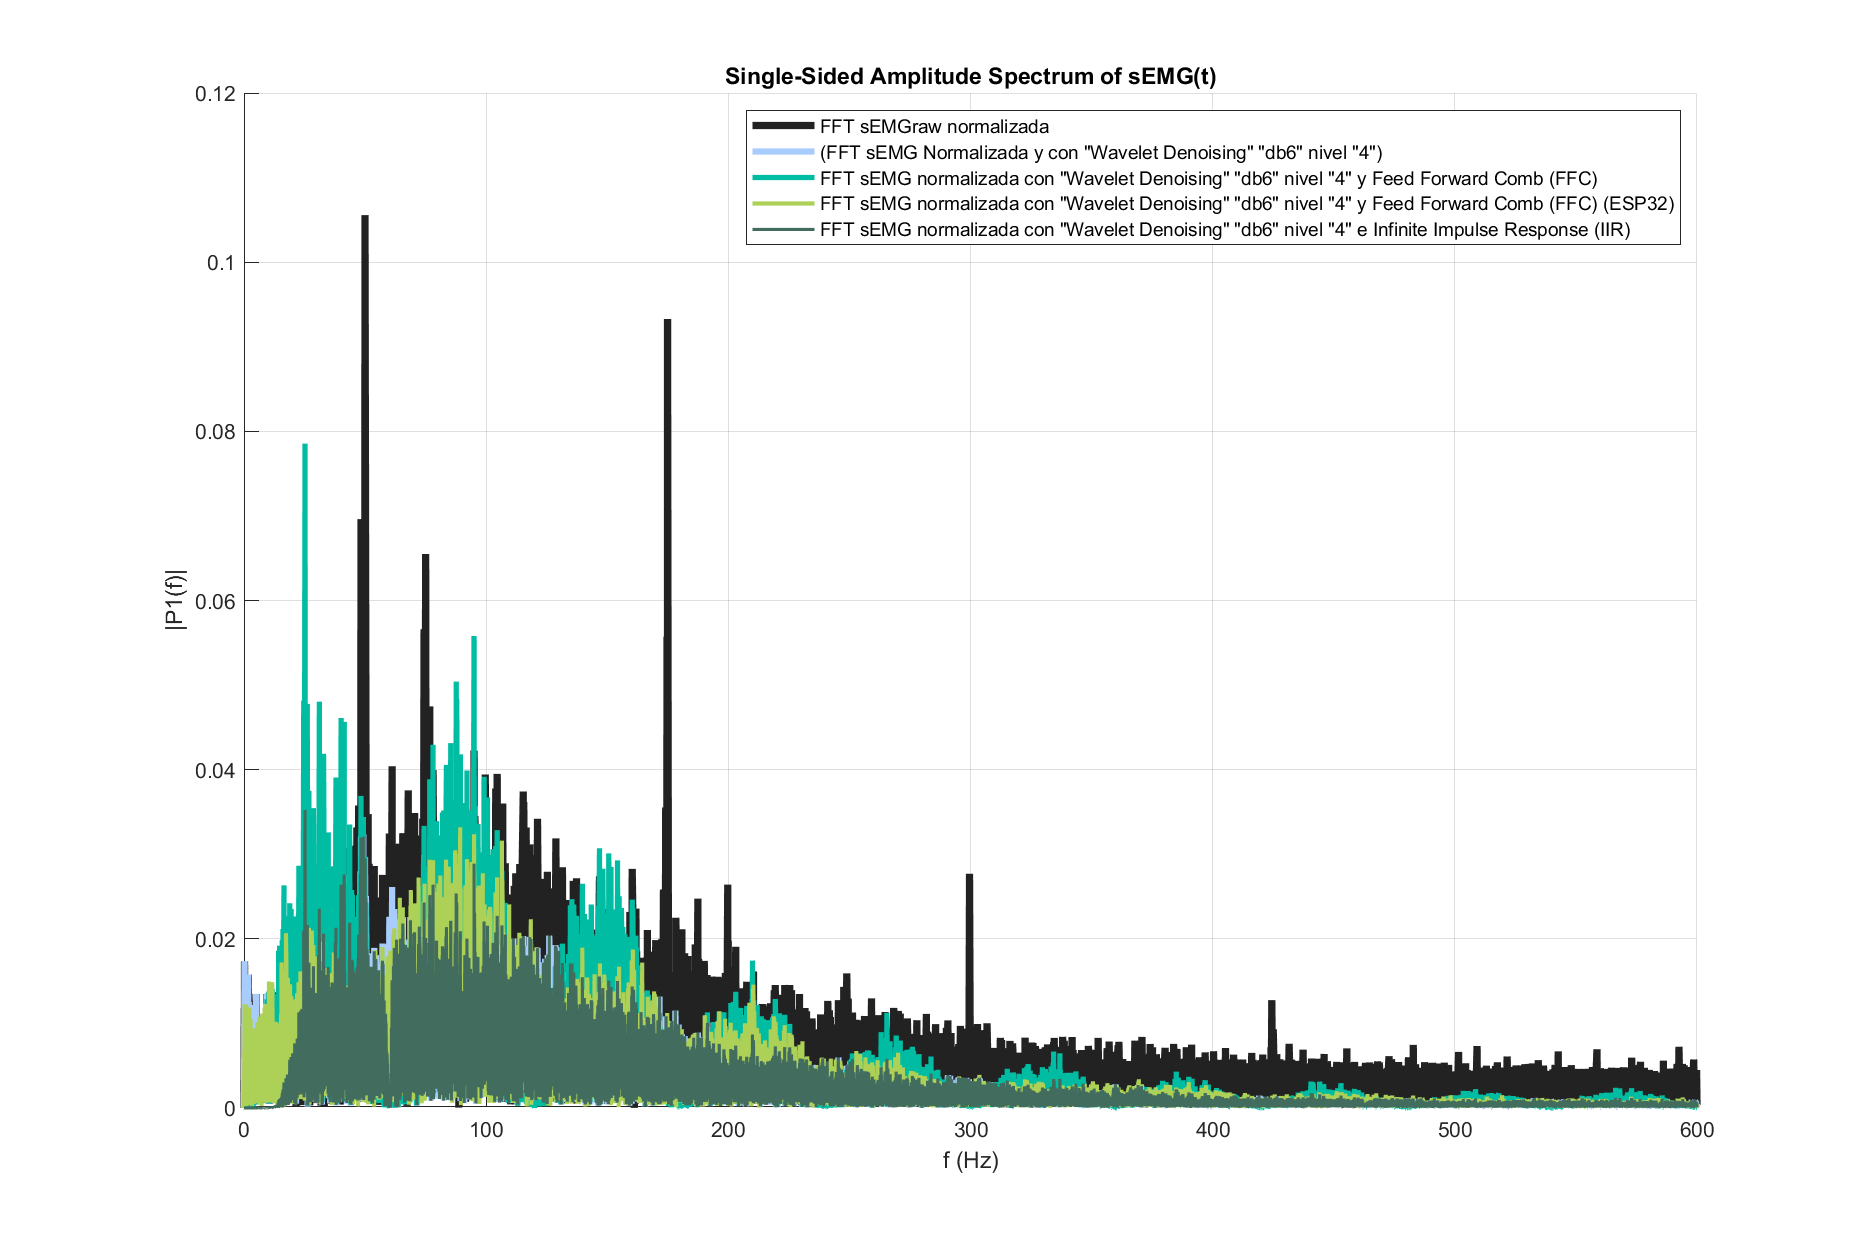 Single-Sided Amplitude Spectrum of sEMG(t)
FFT sEMGraw normalizada
(FFT sEMG Normalizada y con "Wavelet Denoising" "db6" nivel "4")
FFT sEMG normalizada con "Wavelet Denoising" "db6" nivel "4" y Feed Forward Comb (FFC)
FFT sEMG normalizada con "Wavelet Denoising" "db6" nivel "4" y Feed Forward Comb (FFC) (ESP32)
FFT sEMG normalizada con "Wavelet Denoising" "db6" nivel "4" e Infinite Impulse Response (IIR)
|P1(f)|
0.12
0.1
0.08
0.06
0.04
0.02
0
0 100 200 300 400 500 600
f (Hz)